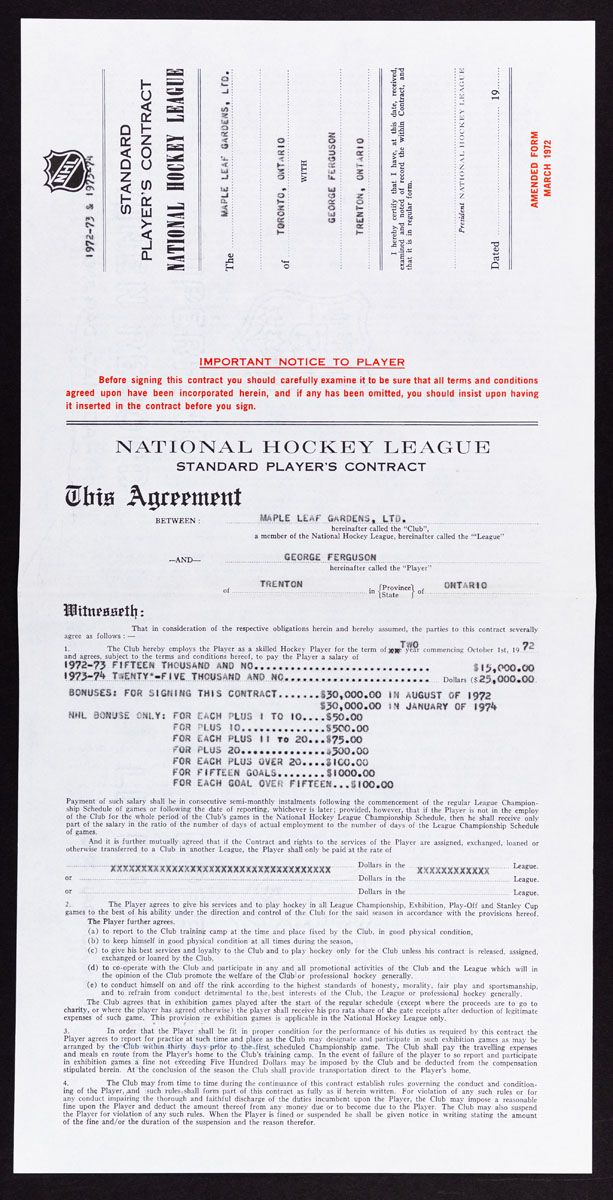 NHL
1972-73 & 1973-74
STANDARD
PLAYER'S CONTRACT
NATIONAL HOCKEY LEAGUE
The MAPLE LEAF GARDENS, LTD.
of TORONTO, ONTARIO
WITH
GEORGE FERGUSON
TRENTON, ONTARIO
I hereby certify that I have, at this date, received,
examined and noted of record the within Contract, and
that it is in regular form.
President NATIONAL HOCKEY LEAGUE
Dated 19
AMENDED FORM
MARCH 1972
IMPORTANT NOTICE TO PLAYER
Before signing this contract you should carefully examine it to be sure that all terms and conditions
agreed upon have been incorporated herein, and if any has been omitted, you should insist upon having
it inserted in the contract before you sign.
NATIONAL HOCKEY LEAGUE
STANDARD PLAYER'S CONTRACT
This Agreement
BETWEEN: MAPLE LEAF GARDENS, LTD.
hereinafter called the "Club",
a member of the National Hockey League, hereinafter called the "League"
—AND— GEORGE FERGUSON
hereinafter called the "Player"
of TRENTON in {Province State} of ONTARIO
Witnesseth:
That in consideration of the respective obligations herein and hereby assumed, the parties to this contract severally
agree as follows:—
1. The Club hereby employs the Player as a skilled Hockey Player for the term of TWO year commencing October 1st, 1972
and agrees, subject to the terms and conditions hereof, to pay the Player a salary of
1972-73 FIFTEEN THOUSAND AND NO.............................. $15,000.00
1973-74 TWENTY-FIVE THOUSAND AND NO.............................. Dollars ($25,000.00
BONUSES: FOR SIGNING THIS CONTRACT.......$30,000.00 IN AUGUST OF 1972
$30,000.00 IN JANUARY OF 1974
NHL BONUSE ONLY: FOR EACH PLUS 1 TO 10....$50.00
FOR PLUS 10..............$500.00
FOR EACH PLUS 11 TO 20...$75.00
FOR PLUS 20..............$500.00
FOR EACH PLUS OVER 20....$100.00
FOR FIFTEEN GOALS........$1000.00
FOR EACH GOAL OVER FIFTEEN...$100.00
Payment of such salary shall be in consecutive semi-monthly instalments following the commencement of the regular League Champion-
ship Schedule of games or following the date of reporting, whichever is later; provided, however, that if the Player is not in the employ
of the Club for the whole period of the Club's games in the National Hockey League Championship Schedule, then he shall receive only
part of the salary in the ratio of the number of days of actual employment to the number of days of the League Championship Schedule
of games.
And it is further mutually agreed that if the Contract and rights to the services of the Player are assigned, exchanged, loaned or
otherwise transferred to a Club in another League, the Player shall only be paid at the rate of
XXXXXXXXXXXXXXXXXXXXXXXXXXXXXXXXXXXXX Dollars in the XXXXXXXXXXXX League.
or Dollars in the League.
or Dollars in the League.
2. The Player agrees to give his services and to play hockey in all League Championship, Exhibition, Play-Off and Stanley Cup
games to the best of his ability under the direction and control of the Club for the said season in accordance with the provisions hereof.
The Player further agrees,
(a) to report to the Club training camp at the time and place fixed by the Club, in good physical condition,
(b) to keep himself in good physical condition at all times during the season,
(c) to give his best services and loyalty to the Club and to play hockey only for the Club unless his contract is released, assigned,
exchanged or loaned by the Club,
(d) to co-operate with the Club and participate in any and all promotional activities of the Club and the League which will in
the opinion of the Club promote the welfare of the Club or professional hockey generally.
(e) to conduct himself on and off the rink according to the highest standards of honesty, morality, fair play and sportsmanship,
and to refrain from conduct detrimental to the best interests of the Club, League or professional hockey generally.
The Club agrees that in exhibition games played after the start of the regular schedule (except where the proceeds are to go to
charity, or where the player has agreed otherwise) the player shall receive his pro rata share of the gate receipts after deduction of legitimate
expenses of such game. This provision re exhibition games is applicable in the National Hockey League only.
3. In order that the Player shall be fit in proper condition for the performance of his duties as required by this contract the
Player agrees to report for practice at such time and place as the Club may designate and participate in such exhibition games as may be
arranged by the Club within thirty days prior to the first scheduled Championship game. The Club shall pay the travelling expenses
and meals en route from the Player's home to the Club's training camp. In the event of failure of the player to so report and participate
in exhibition games a fine not exceeding Five Hundred Dollars may be imposed by the Club and be deducted from the compensation
stipulated herein. At the conclusion of the season the Club shall provide transportation direct to the Player's home.
4. The Club may from time to time during the continuance of this contract establish rules governing the conduct and condition-
ing of the Player, and such rules shall form part of this contract as fully as if herein written. For violation of any such rules or for
any conduct impairing the thorough and faithful discharge of the duties incumbent upon the Player, the Club may impose a reasonable
fine upon the Player and deduct the amount thereof from any money due or to become due to the Player. The Club may also suspend
the Player for violation of any such rules. When the Player is fined or suspended he shall be given notice in writing stating the amount
of the fine and/or the duration of the suspension and the reason therefor.